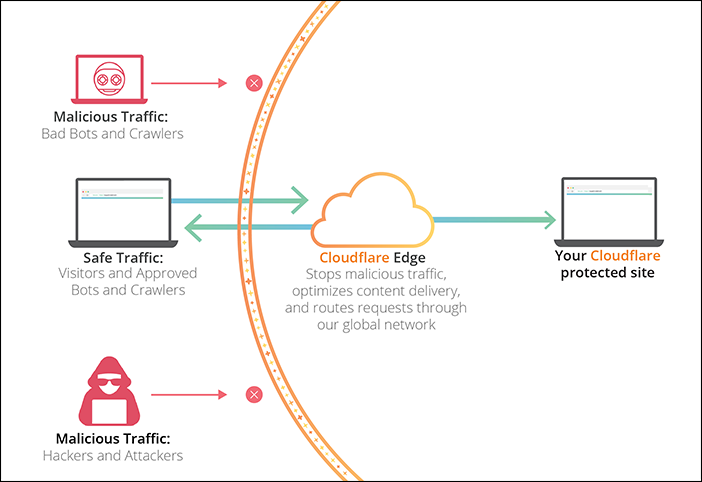 Malicious Traffic:
Bad Bots and Crawlers
Safe Traffic:
Visitors and Approved
Bots and Crawlers
Cloudflare Edge
Stops malicious traffic,
optimizes content delivery,
and routes requests through
our global network
Your Cloudflare
protected site
Malicious Traffic:
Hackers and Attackers